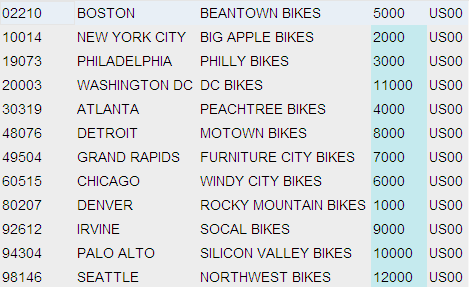 02210 BOSTON BEANTOWN BIKES 5000 US00
10014 NEW YORK CITY BIG APPLE BIKES 2000 US00
19073 PHILADELPHIA PHILLY BIKES 3000 US00
20003 WASHINGTON DC DC BIKES 11000 US00
30319 ATLANTA PEACHTREE BIKES 4000 US00
48076 DETROIT MOTOWN BIKES 8000 US00
49504 GRAND RAPIDS FURNITURE CITY BIKES 7000 US00
60515 CHICAGO WINDY CITY BIKES 6000 US00
80207 DENVER ROCKY MOUNTAIN BIKES 1000 US00
92612 IRVINE SOCAL BIKES 9000 US00
94304 PALO ALTO SILICON VALLEY BIKES 10000 US00
98146 SEATTLE NORTHWEST BIKES 12000 US00